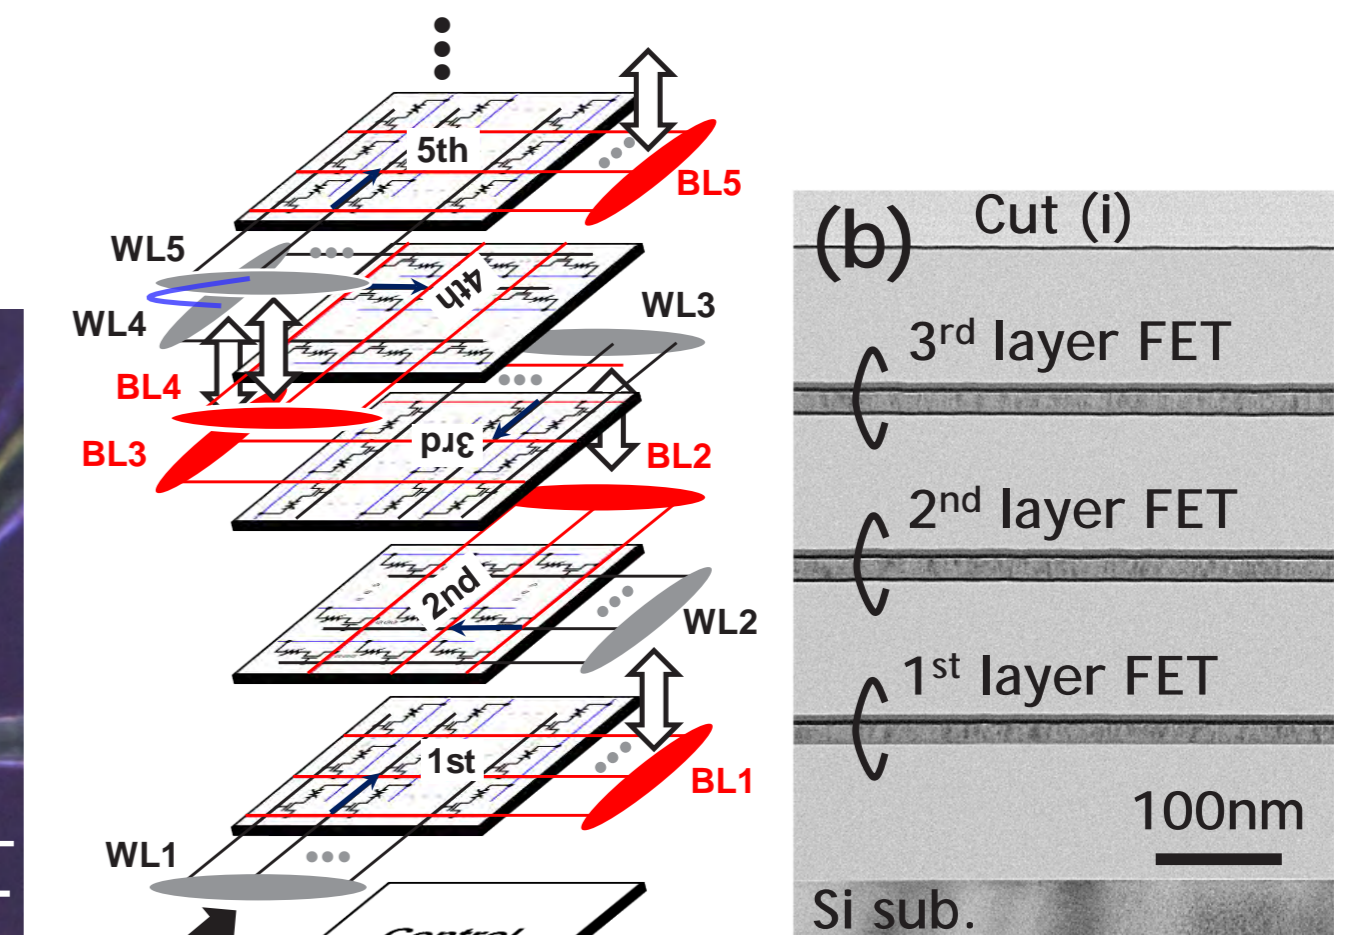 5th
BL5
WL5
4th
WL3
WL4
BL4
3rd
BL3
BL2
2nd
WL2
1st
BL1
WL1
Control
(b)
Cut (i)
3rd layer FET
2nd layer FET
1st layer FET
100nm
Si sub.